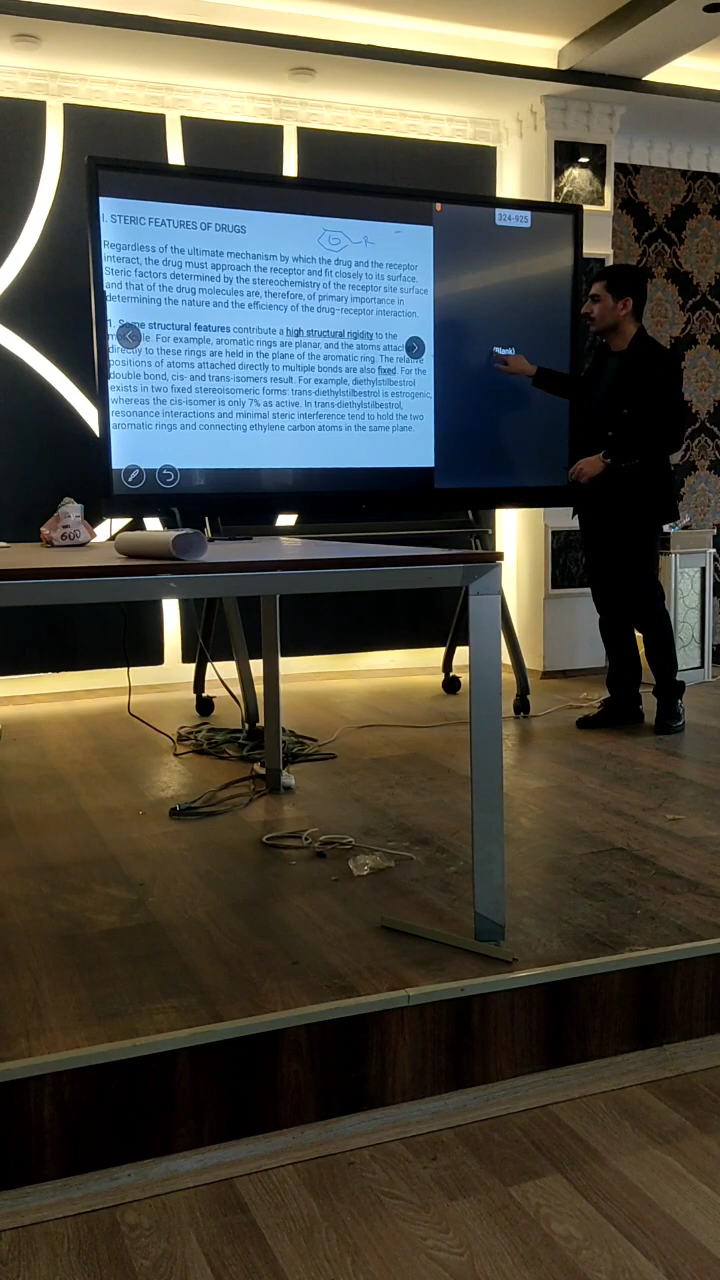 324-925
I. STERIC FEATURES OF DRUGS
R
Regardless of the ultimate mechanism by which the drug and the receptor
interact, the drug must approach the receptor and fit closely to its surface.
Steric factors determined by the stereochemistry of the receptor site surface
and that of the drug molecules are, therefore, of primary importance in
determining the nature and the efficiency of the drug–receptor interaction.
1. Some structural features contribute a high structural rigidity to the
For example, aromatic rings are planar, and the atoms attached
directly to these rings are held in the plane of the aromatic ring. The relative
positions of atoms attached directly to multiple bonds are also fixed. For the
double bond, cis- and trans-isomers result. For example, diethylstilbestrol
exists in two fixed stereoisomeric forms: trans-diethylstilbestrol is estrogenic,
whereas the cis-isomer is only 7% as active. In trans-diethylstilbestrol,
resonance interactions and minimal steric interference tend to hold the two
aromatic rings and connecting ethylene carbon atoms in the same plane.
(Blank)
600